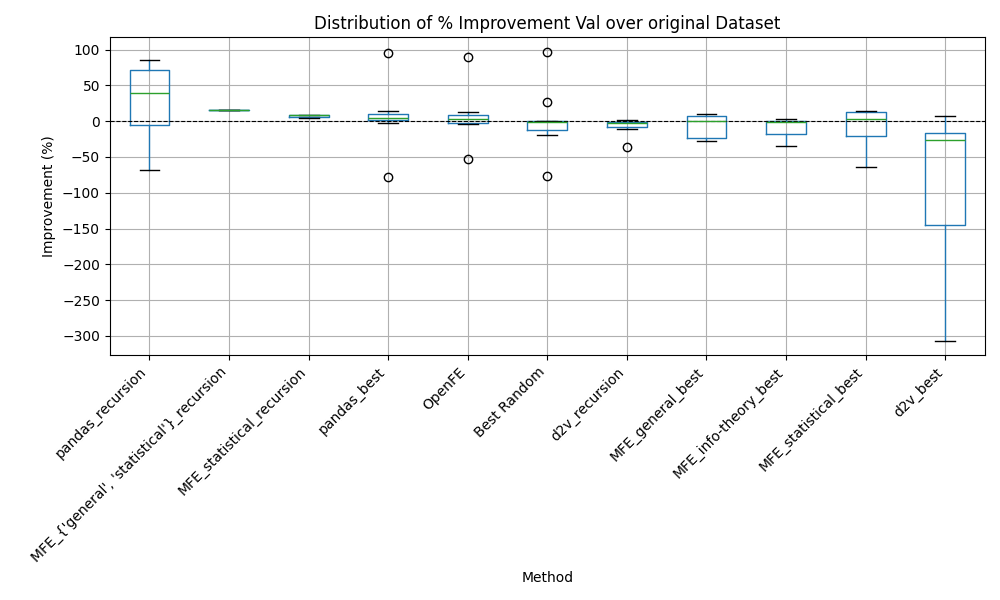 Distribution of % Improvement Val over original Dataset
Improvement (%)
100
50
0
−50
−100
−150
−200
−250
−300
pandas_recursion
MFE_{'general', 'statistical'}_recursion
MFE_statistical_recursion
pandas_best
OpenFE
Best Random
d2v_recursion
MFE_general_best
MFE_info-theory_best
MFE_statistical_best
d2v_best
Method